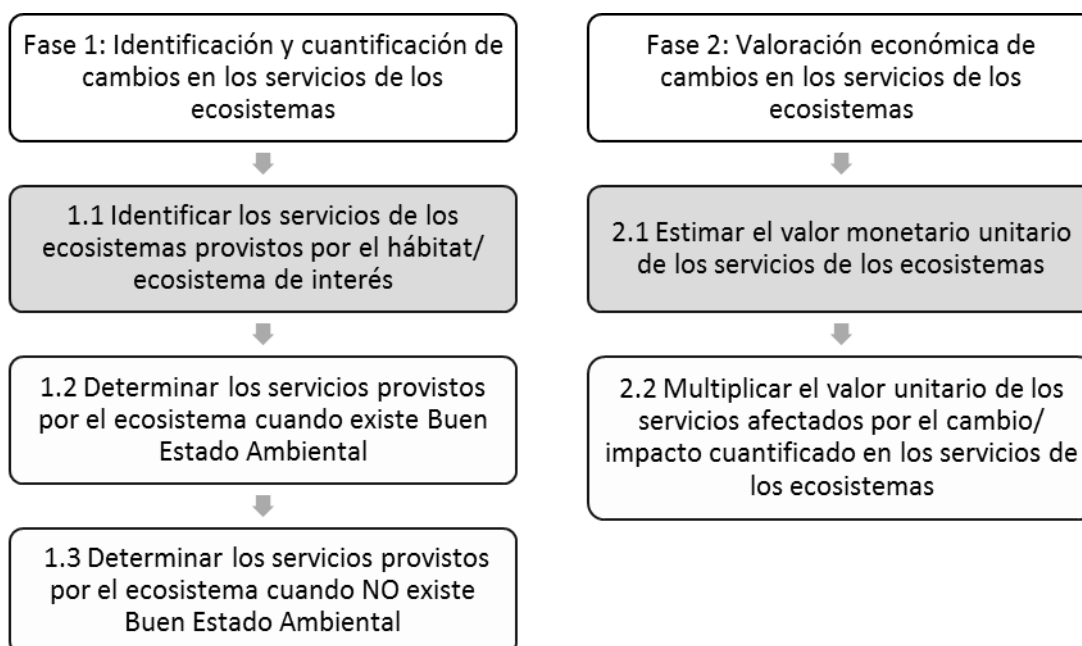 Fase 1: Identificación y cuantificación de
cambios en los servicios de los
ecosistemas
1.1 Identificar los servicios de los
ecosistemas provistos por el hábitat/
ecosistema de interés
1.2 Determinar los servicios provistos
por el ecosistema cuando existe Buen
Estado Ambiental
1.3 Determinar los servicios provistos
por el ecosistema cuando NO existe
Buen Estado Ambiental
Fase 2: Valoración económica de
cambios en los servicios de los
ecosistemas
2.1 Estimar el valor monetario unitario
de los servicios de los ecosistemas
2.2 Multiplicar el valor unitario de los
servicios afectados por el cambio/
impacto cuantificado en los servicios de
los ecosistemas